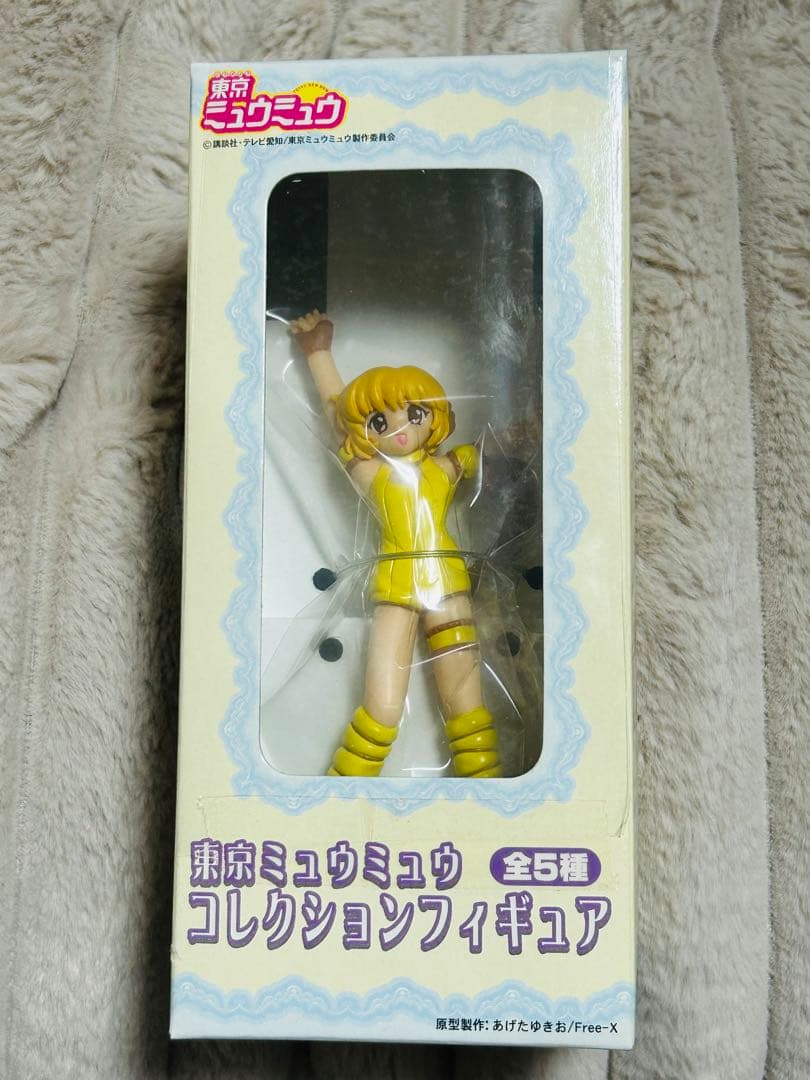 東京
ミュウミュウ
©講談社・テレビ愛知/東京ミュウミュウ製作委員会
東京ミュウミュウ 全5種
コレクションフィギュア
原型製作：あげたゆきお/Free-X